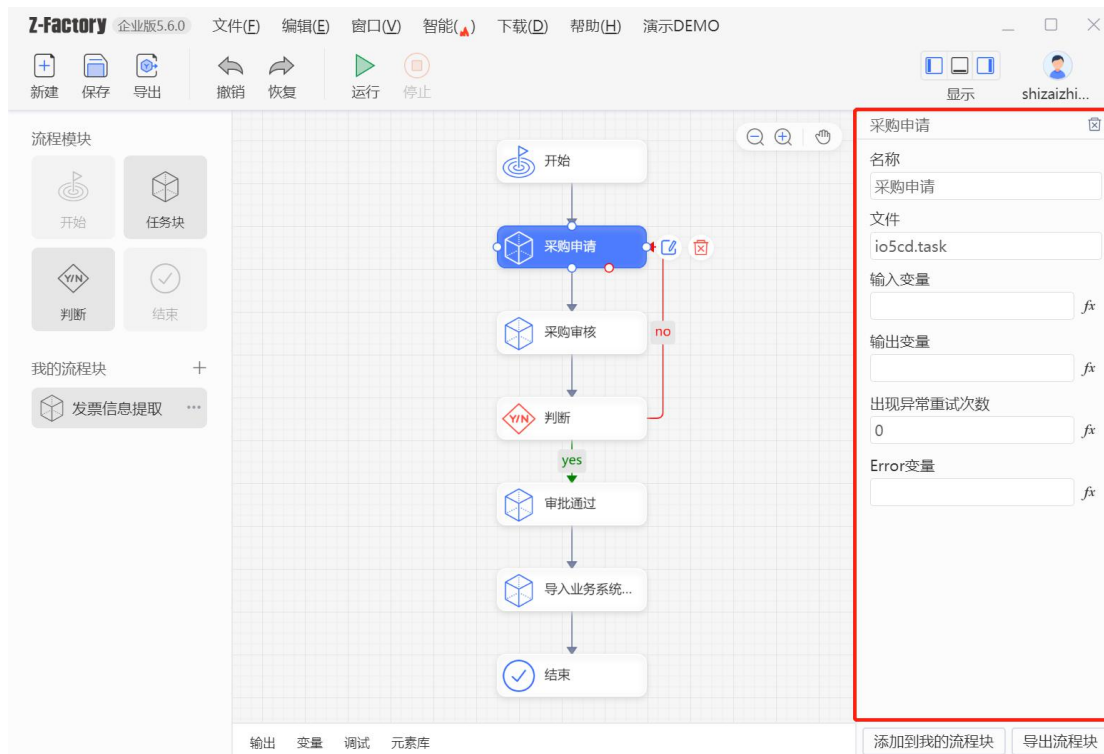 Z-Factory 企业版5.6.0 文件(F) 编辑(E) 窗口(V) 智能() 下载(D) 帮助(H) 演示DEMO
新建 保存 导出 撤销 恢复 运行 停止 显示 shizaizhi...
流程模块
开始 任务块
Y/N
判断 结束
我的流程块
发票信息提取 ...
开始
采购申请
采购审核
no
Y/N 判断
yes
审批通过
导入业务系统...
结束
采购申请
名称
采购申请
文件
io5cd.task
输入变量
fx
输出变量
fx
出现异常重试次数
0 fx
Error变量
fx
输出 变量 调试 元素库
添加到我的流程块 导出流程块